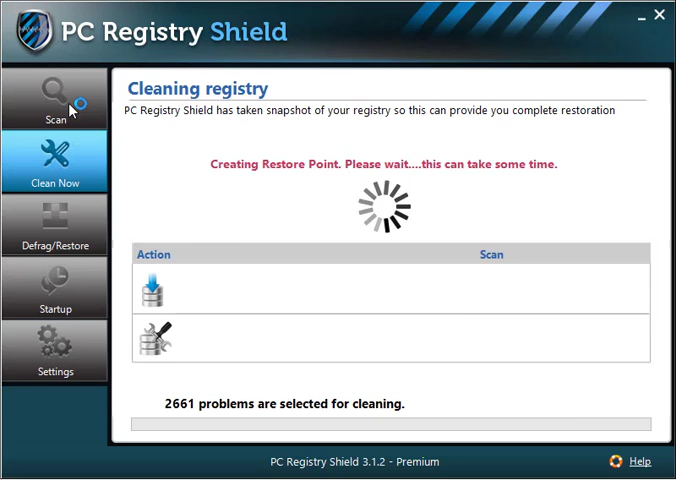 PC Registry Shield
Scan
Clean Now
Defrag/Restore
Startup
Settings
Cleaning registry
PC Registry Shield has taken snapshot of your registry so this can provide you complete restoration
Creating Restore Point. Please wait....this can take some time.
Action Scan
2661 problems are selected for cleaning.
PC Registry Shield 3.1.2 - Premium
Help